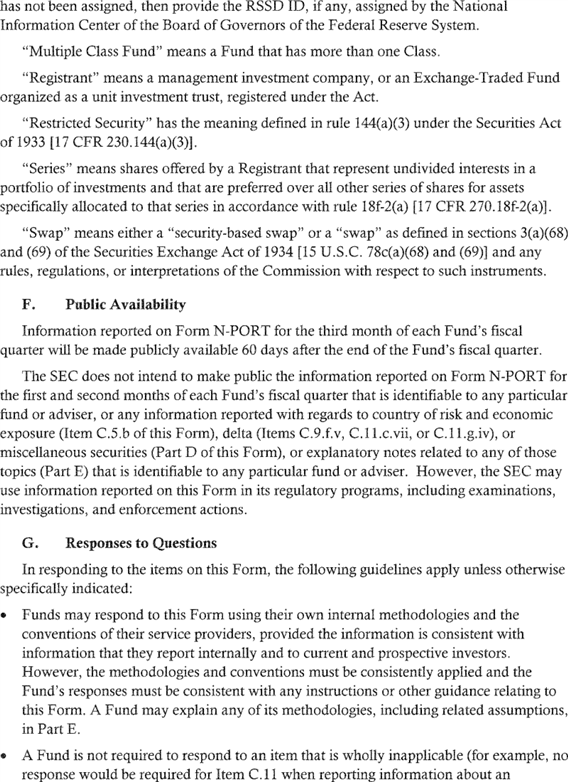 has not been assigned, then provide the RSSD ID, if any, assigned by the National
Information Center of the Board of Governors of the Federal Reserve System.
“Multiple Class Fund” means a Fund that has more than one Class.
“Registrant” means a management investment company, or an Exchange-Traded Fund
organized as a unit investment trust, registered under the Act.
“Restricted Security” has the meaning defined in rule 144(a)(3) under the Securities Act
of 1933 [17 CFR 230.144(a)(3)].
“Series” means shares offered by a Registrant that represent undivided interests in a
portfolio of investments and that are preferred over all other series of shares for assets
specifically allocated to that series in accordance with rule 18f-2(a) [17 CFR 270.18f-2(a)].
“Swap” means either a “security-based swap” or a “swap” as defined in sections 3(a)(68)
and (69) of the Securities Exchange Act of 1934 [15 U.S.C. 78c(a)(68) and (69)] and any
rules, regulations, or interpretations of the Commission with respect to such instruments.
F. Public Availability
Information reported on Form N-PORT for the third month of each Fund’s fiscal
quarter will be made publicly available 60 days after the end of the Fund’s fiscal quarter.
The SEC does not intend to make public the information reported on Form N-PORT for
the first and second months of each Fund’s fiscal quarter that is identifiable to any particular
fund or adviser, or any information reported with regards to country of risk and economic
exposure (Item C.5.b of this Form), delta (Items C.9.f.v, C.11.c.vii, or C.11.g.iv), or
miscellaneous securities (Part D of this Form), or explanatory notes related to any of those
topics (Part E) that is identifiable to any particular fund or adviser. However, the SEC may
use information reported on this Form in its regulatory programs, including examinations,
investigations, and enforcement actions.
G. Responses to Questions
In responding to the items on this Form, the following guidelines apply unless otherwise
specifically indicated:
• Funds may respond to this Form using their own internal methodologies and the
conventions of their service providers, provided the information is consistent with
information that they report internally and to current and prospective investors.
However, the methodologies and conventions must be consistently applied and the
Fund’s responses must be consistent with any instructions or other guidance relating to
this Form. A Fund may explain any of its methodologies, including related assumptions,
in Part E.
• A Fund is not required to respond to an item that is wholly inapplicable (for example, no
response would be required for Item C.11 when reporting information about an